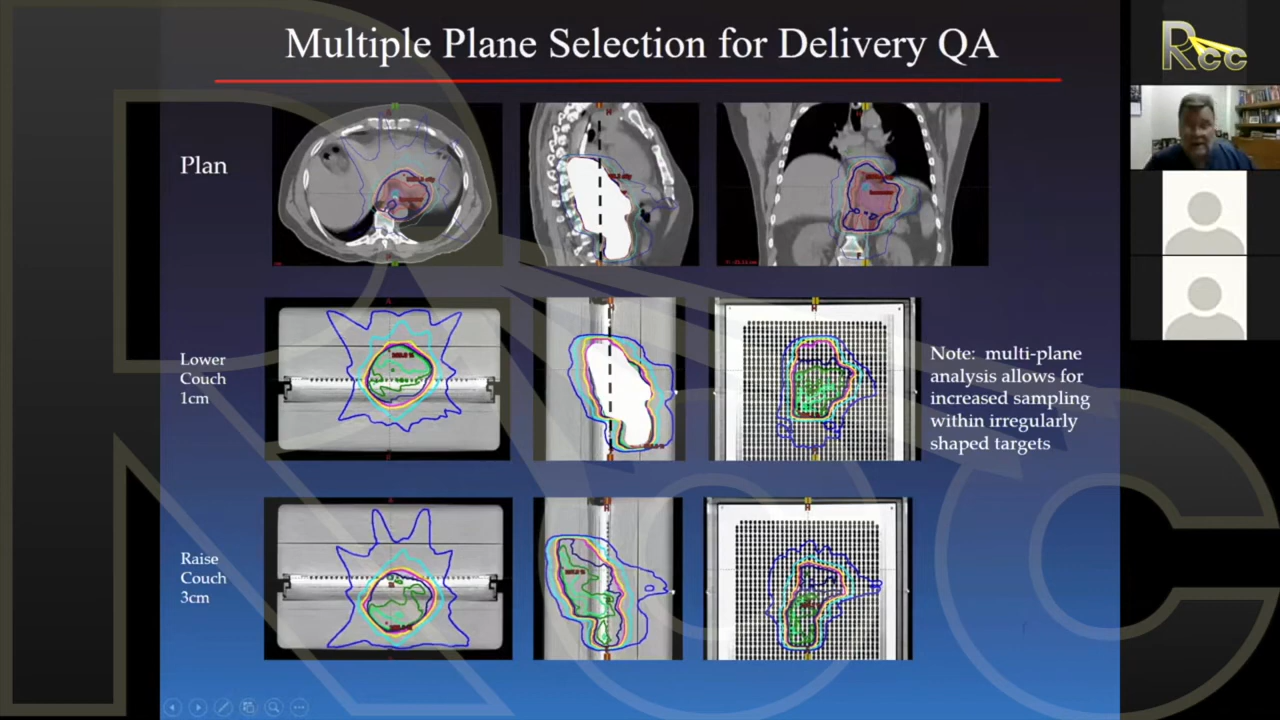 Multiple Plane Selection for Delivery QA
Rcc
Plan
Lower
Couch
1cm
Note: multi-plane
analysis allows for
increased sampling
within irregularly
shaped targets
Raise
Couch
3cm